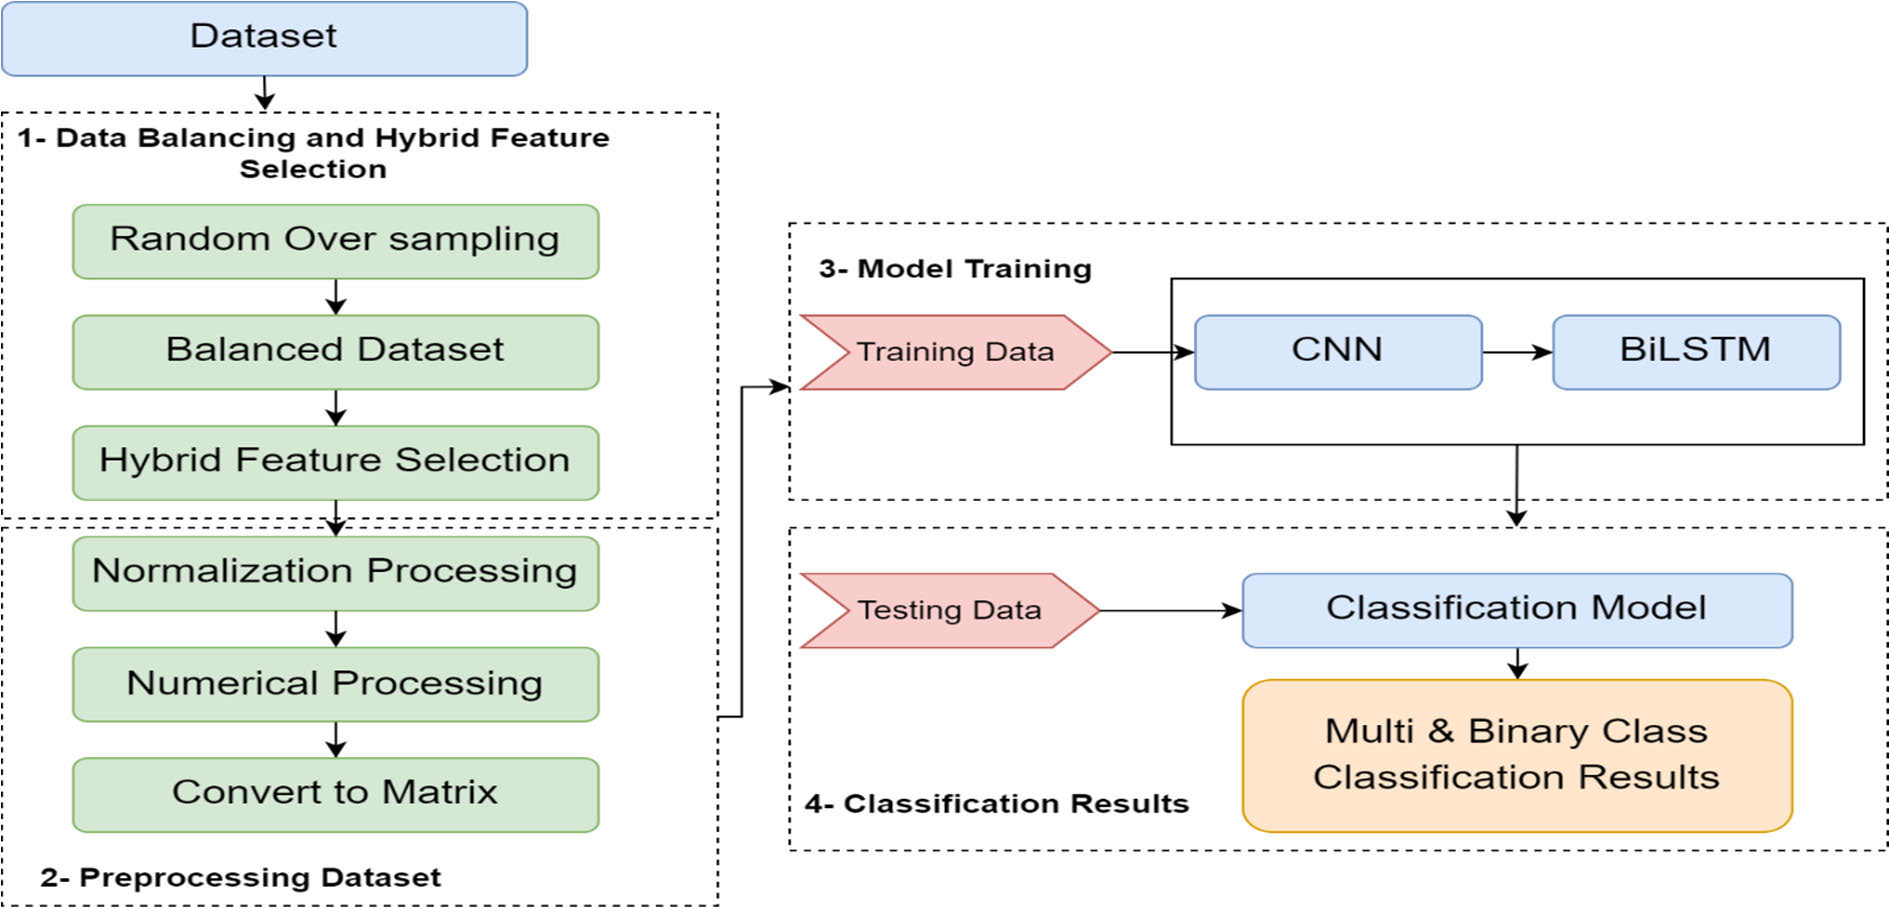 Dataset
1- Data Balancing and Hybrid Feature
Selection
Random Over sampling
Balanced Dataset
Hybrid Feature Selection
Normalization Processing
Numerical Processing
Convert to Matrix
2- Preprocessing Dataset
3- Model Training
Training Data
CNN
BiLSTM
Testing Data
Classification Model
Multi & Binary Class
Classification Results
4- Classification Results